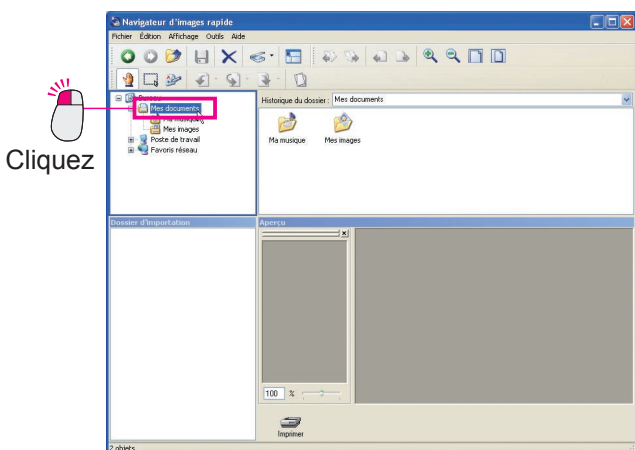 Navigateur d'images rapide
Fichier Édition Affichage Outils Aide
Bureau
Mes documents
Ma musique
Mes images
Poste de travail
Favoris réseau
Cliquez
Historique du dossier : Mes documents
Ma musique Mes images
Dossier d'importation
Aperçu
100 %
Imprimer
2 objets